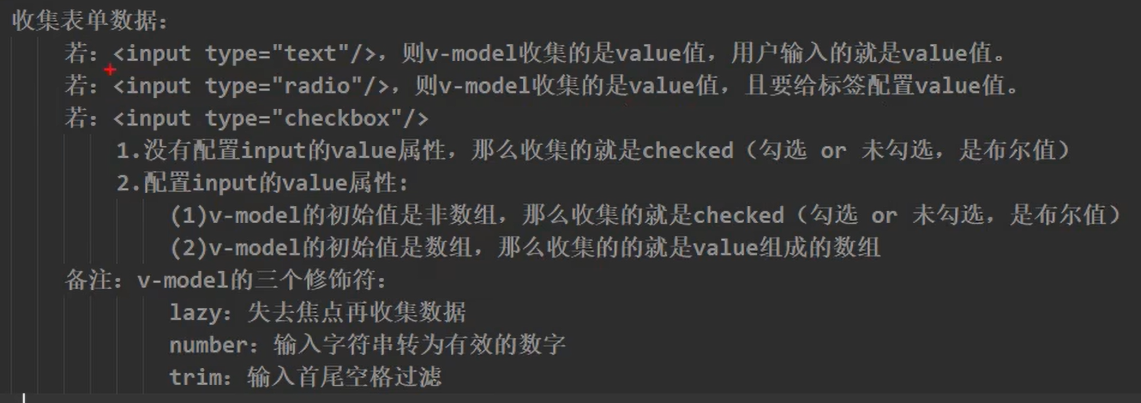 收集表单数据：
若：<input type="text"/>，则v-model收集的是value值，用户输入的就是value值。
若：<input type="radio"/>，则v-model收集的是value值，且要给标签配置value值。
若：<input type="checkbox"/>
1.没有配置input的value属性，那么收集的就是checked（勾选 or 未勾选，是布尔值）
2.配置input的value属性:
(1)v-model的初始值是非数组，那么收集的就是checked（勾选 or 未勾选，是布尔值）
(2)v-model的初始值是数组，那么收集的的就是value组成的数组
备注：v-model的三个修饰符：
lazy：失去焦点再收集数据
number：输入字符串转为有效的数字
trim：输入首尾空格过滤